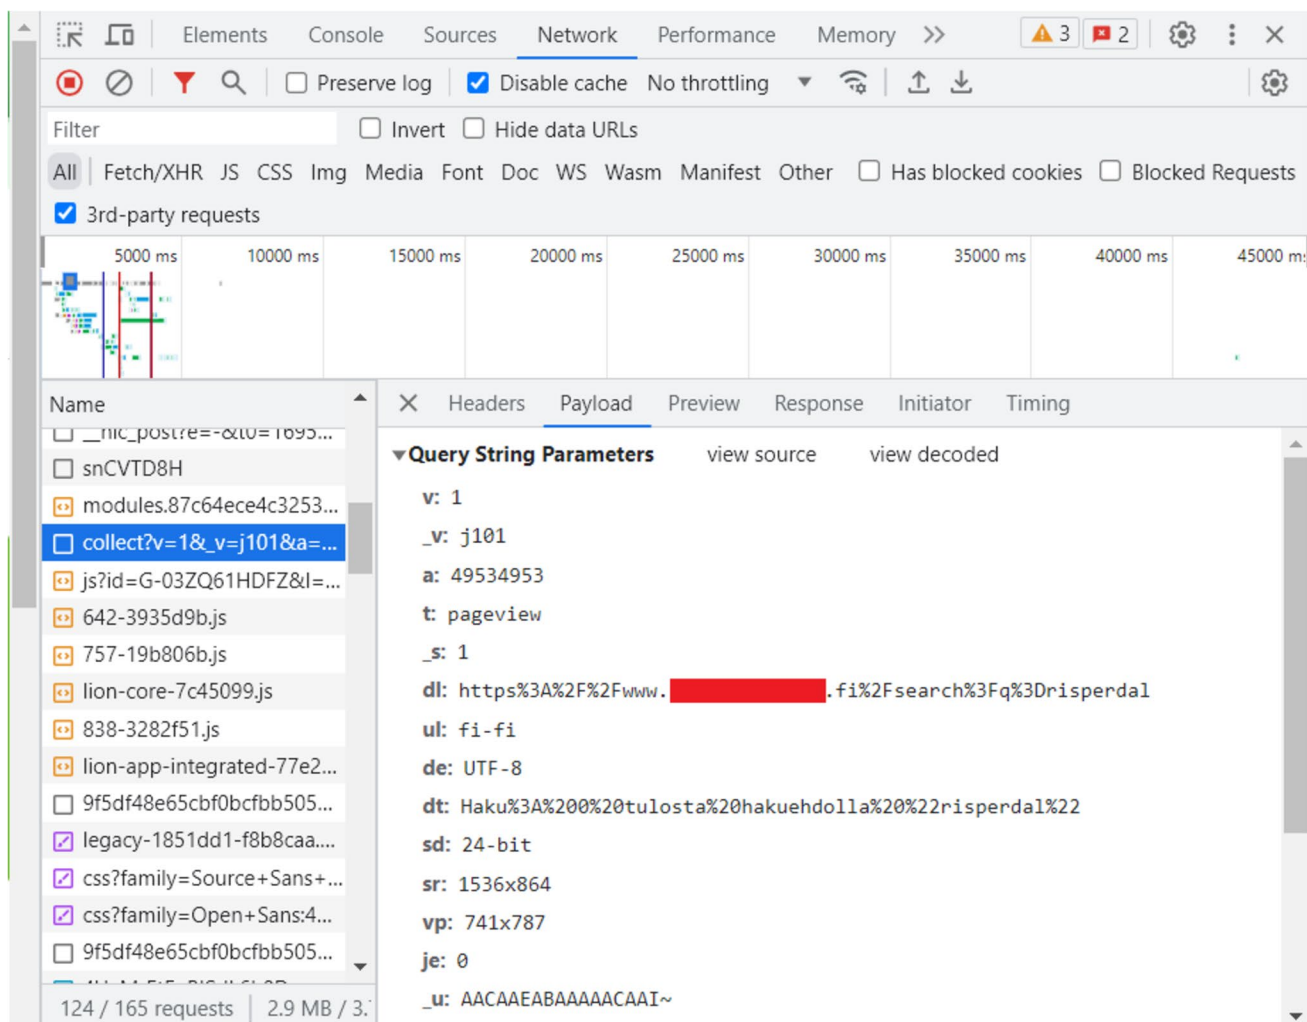 Elements Console Sources Network Performance Memory >> 3 2
Preserve log Disable cache No throttling
Filter Invert Hide data URLs
All Fetch/XHR JS CSS Img Media Font Doc WS Wasm Manifest Other Has blocked cookies Blocked Requests
3rd-party requests
5000 ms 10000 ms 15000 ms 20000 ms 25000 ms 30000 ms 35000 ms 40000 ms 45000 m
Name
__nlc_post?e=-&t0=1695...
snCVTD8H
modules.87c64ece4c3253...
collect?v=1&_v=j101&a=...
js?id=G-03ZQ61HDFZ&l=...
642-3935d9b.js
757-19b806b.js
lion-core-7c45099.js
838-3282f51.js
lion-app-integrated-77e2...
9f5df48e65cbf0bcfbb505...
legacy-1851dd1-f8b8caa....
css?family=Source+Sans+...
css?family=Open+Sans:4...
9f5df48e65cbf0bcfbb505...
124 / 165 requests 2.9 MB / 3.
Headers Payload Preview Response Initiator Timing
Query String Parameters view source view decoded
v: 1
_v: j101
a: 49534953
t: pageview
_s: 1
dl: https%3A%2F%2Fwww. .fi%2Fsearch%3Fq%3Drisperdal
ul: fi-fi
de: UTF-8
dt: Haku%3A%200%20tulosta%20hakuehdolla%20%22risperdal%22
sd: 24-bit
sr: 1536x864
vp: 741x787
je: 0
_u: AACAAEABAAAAACAAI~